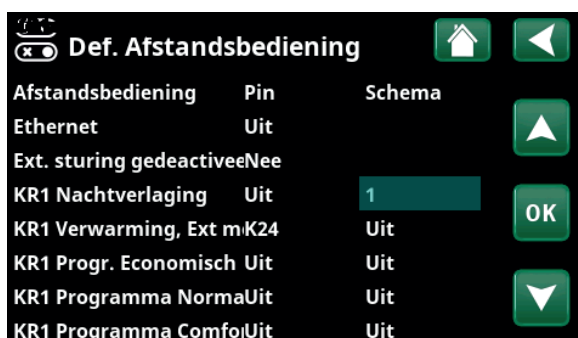 Def. Afstandsbediening
Afstandsbediening Pin Schema
Ethernet Uit
Ext. sturing gedeactivee Nee
KR1 Nachtverlaging Uit 1
OK
KR1 Verwarming, Ext m K24 Uit
KR1 Progr. Economisch Uit Uit
KR1 Programma Norma Uit Uit
KR1 Programma Comfo Uit Uit